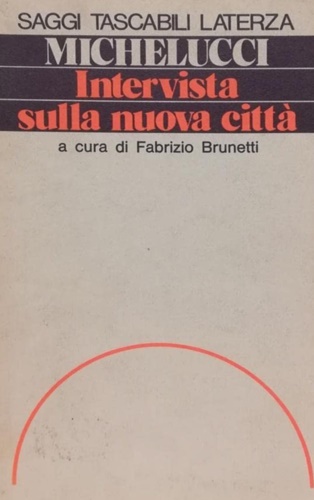 SAGGI TASCABILI LATERZA
MICHELUCCI
Intervista
sulla nuova città
a cura di Fabrizio Brunetti